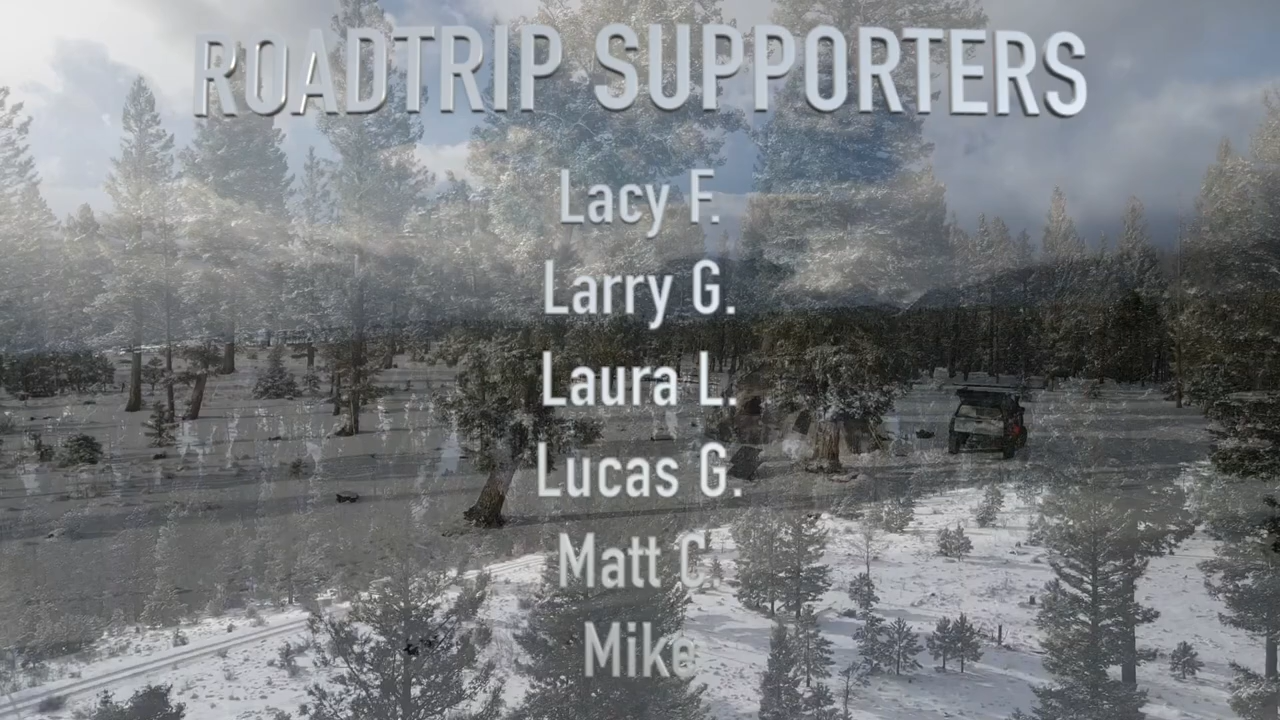 ROADTRIP SUPPORTERS
Lacy F.
Larry G.
Laura L.
Lucas G.
Matt C.
Mike